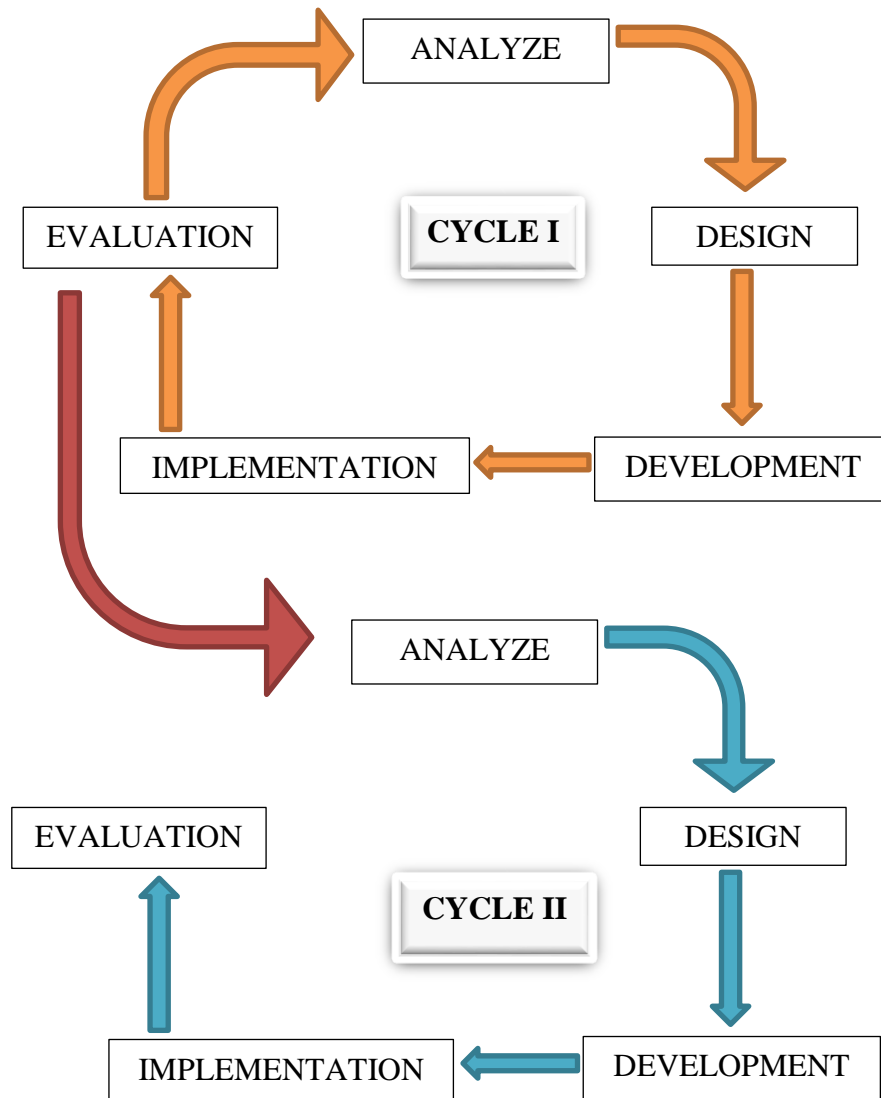 ANALYZE
EVALUATION
CYCLE I
DESIGN
IMPLEMENTATION
DEVELOPMENT
ANALYZE
EVALUATION
DESIGN
CYCLE II
IMPLEMENTATION
DEVELOPMENT